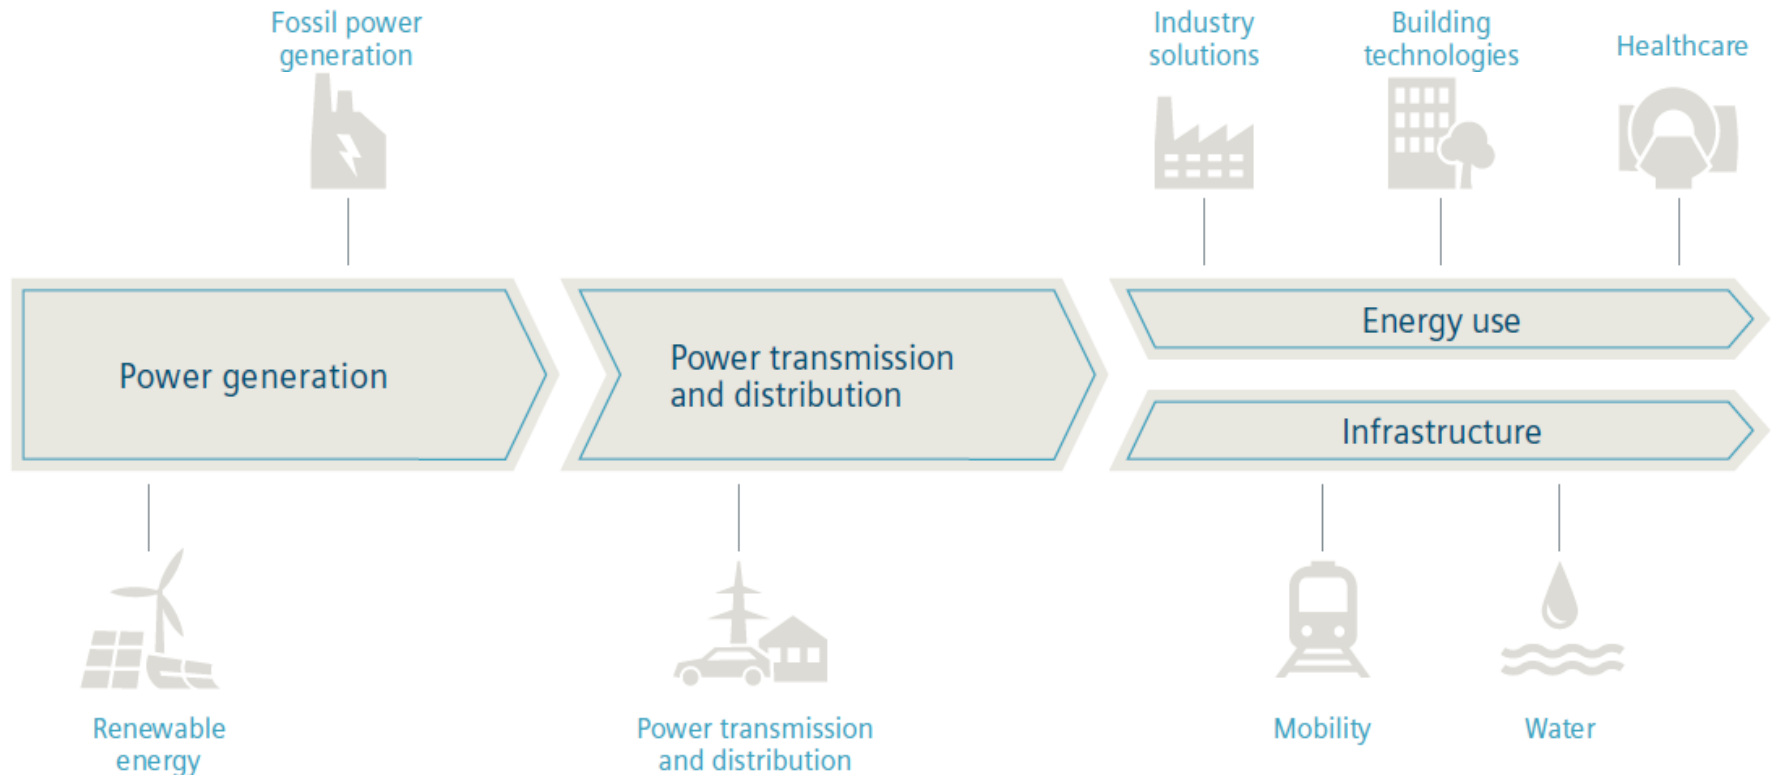 Fossil power
generation
Industry
solutions
Building
technologies
Healthcare
Power generation
Power transmission
and distribution
Energy use
Infrastructure
Renewable
energy
Power transmission
and distribution
Mobility
Water